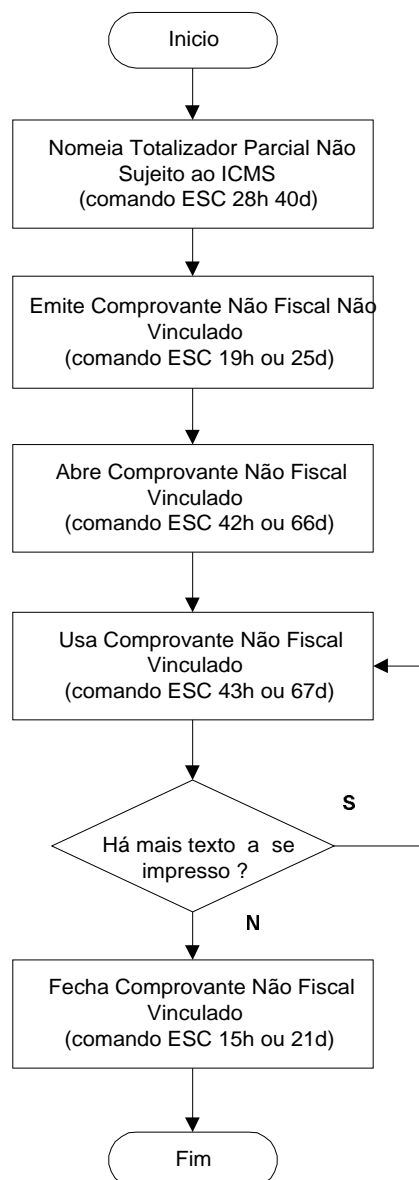 Inicio
Nomeia Totalizador Parcial Não
Sujeito ao ICMS
(comando ESC 28h 40d)
Emite Comprovante Não Fiscal Não
Vinculado
(comando ESC 19h ou 25d)
Abre Comprovante Não Fiscal
Vinculado
(comando ESC 42h ou 66d)
Usa Comprovante Não Fiscal
Vinculado
(comando ESC 43h ou 67d)
S
Há mais texto a se
impresso ?
N
Fecha Comprovante Não Fiscal
Vinculado
(comando ESC 15h ou 21d)
Fim